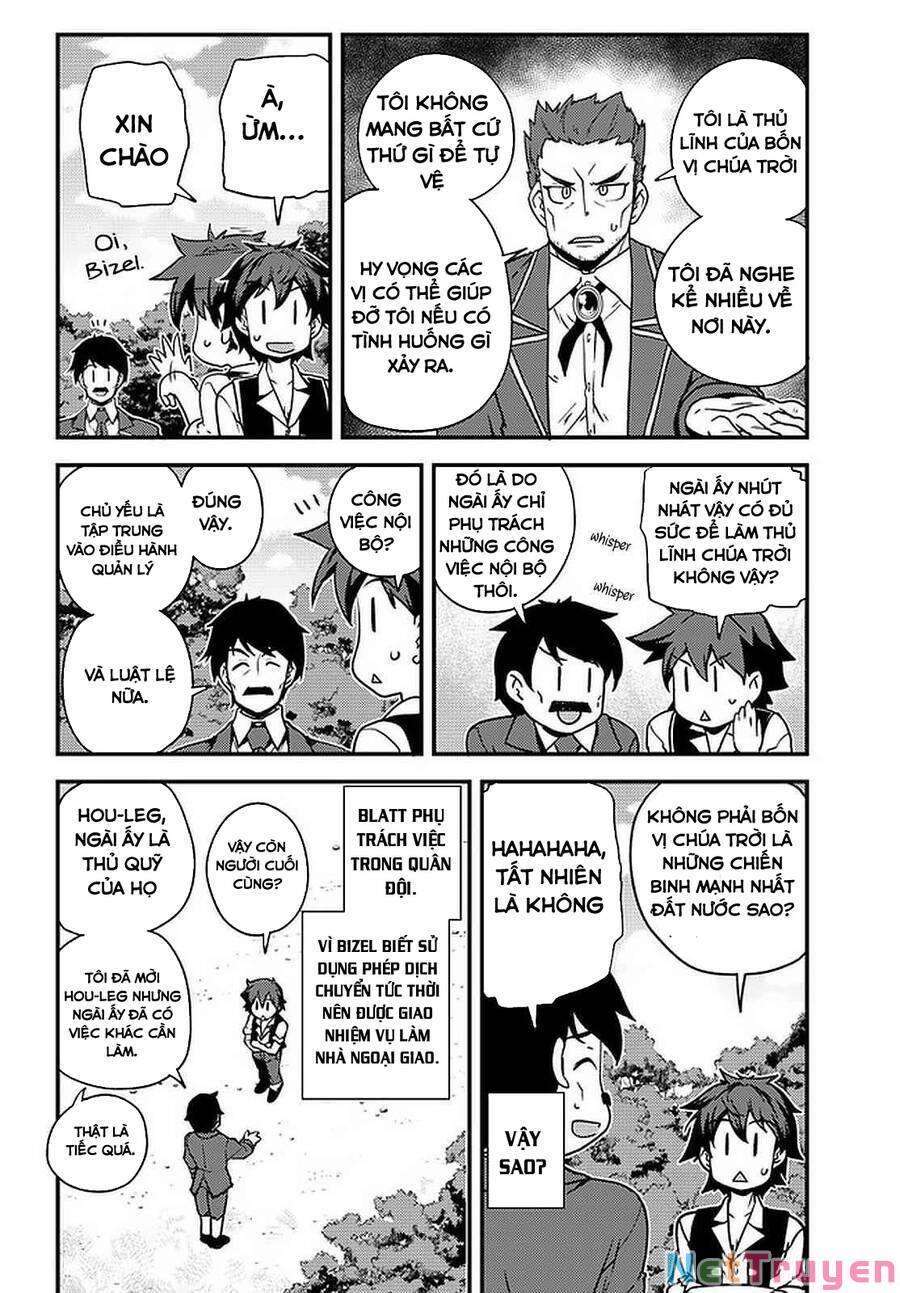 TÔI LÀ THỦ
LĨNH CỦA BỐN
VỊ CHÚA TRỜI
TÔI ĐÃ NGHE
KỂ NHIỀU VỀ
NƠI NÀY.
TÔI KHÔNG
MANG BẤT CỨ
THỨ GÌ ĐỂ TỰ
VỆ
HY VỌNG CÁC
VỊ CÓ THỂ GIÚP
ĐỠ TÔI NẾU CÓ
TÌNH HUỐNG GÌ
XẢY RA.
À,
ỪM...
XIN
CHÀO
Oi,
Bizel.
NGÀI ẤY NHÚT
NHÁT VẬY CÓ ĐỦ
SỨC ĐỂ LÀM THỦ
LĨNH CHÚA TRỜI
KHÔNG VẬY?
whisper
whisper
ĐÓ LÀ DO
NGÀI ẤY CHỈ
PHỤ TRÁCH
NHỮNG CÔNG
VIỆC NỘI BỘ
THÔI.
CÔNG
VIỆC NỘI
BỘ?
ĐÚNG
VẬY.
CHỦ YẾU LÀ
TẬP TRUNG
VÀO ĐIỀU HÀNH
QUẢN LÝ
VÀ LUẬT LỆ
NỮA.
KHÔNG PHẢI BỐN
VỊ CHÚA TRỜI LÀ
NHỮNG CHIẾN
BINH MẠNH NHẤT
ĐẤT NƯỚC SAO?
HAHAHAHA,
TẤT NHIÊN
LÀ KHÔNG
VẬY
SAO?
BLATT PHỤ
TRÁCH VIỆC
TRONG QUÂN
ĐỘI.
VÌ BIZEL BIẾT SỬ
DỤNG PHÉP DỊCH
CHUYỂN TỨC THỜI
NÊN ĐƯỢC GIAO
NHIỆM VỤ LÀM
NHÀ NGOẠI GIAO.
VẬY CÒN
NGƯỜI CUỐI
CÙNG?
HOU-LEG,
NGÀI ẤY LÀ
THỦ QUỸ
CỦA HỌ
TÔI ĐÃ MỜI
HOU-LEG NHƯNG
NGÀI ẤY ĐÃ CÓ
VIỆC KHÁC CẦN
LÀM.
THẬT LÀ
TIẾC QUÁ.
NetTruyen